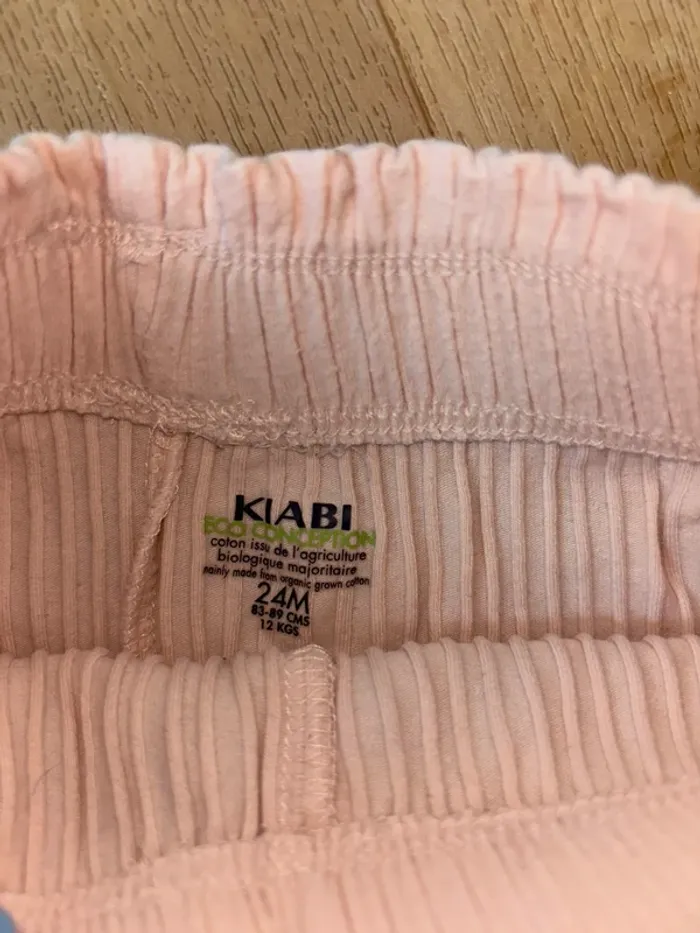 KIABI
ECO CONCEPTION
coton issu de l'agriculture
biologique majoritaire
mainly made from organic grown cotton
24M
83-89 CMS
12 KGS